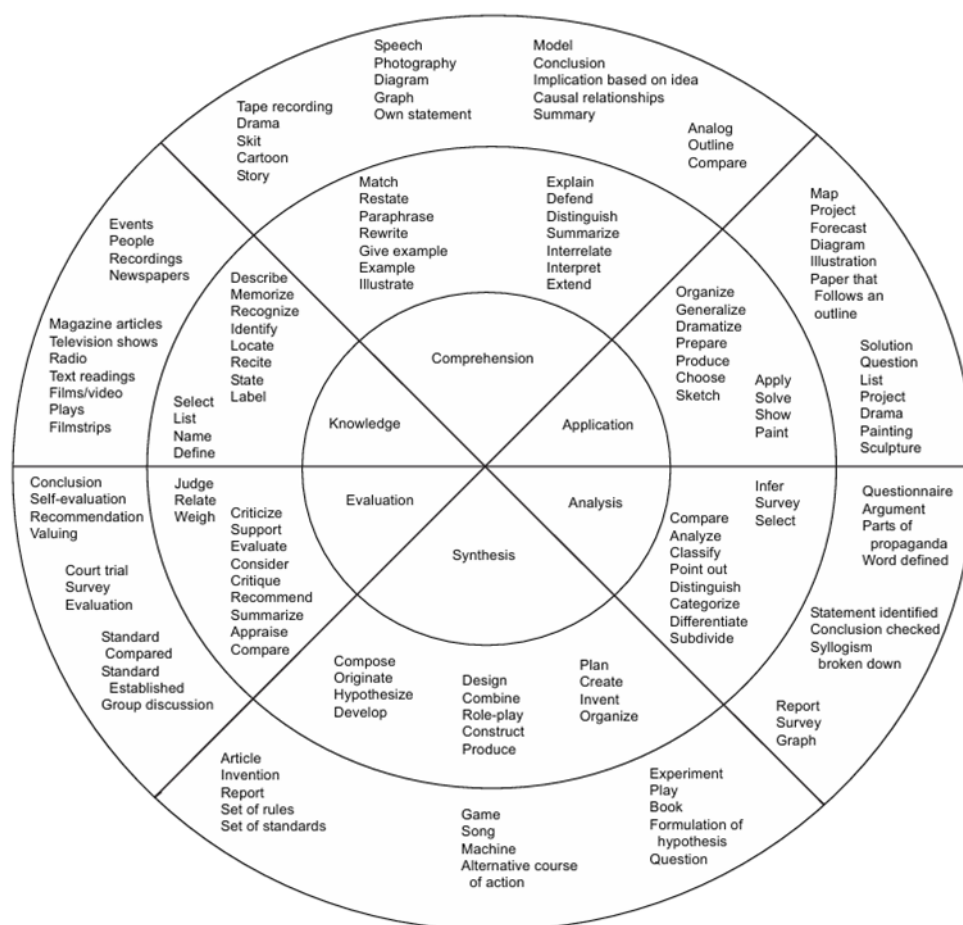 Speech
Photography
Diagram
Graph
Own statement
Model
Conclusion
Implication based on idea
Causal relationships
Summary
Tape recording
Drama
Skit
Cartoon
Story
Analog
Outline
Compare
Match
Restate
Paraphrase
Rewrite
Give example
Example
Illustrate
Explain
Defend
Distinguish
Summarize
Interrelate
Interpret
Extend
Events
People
Recordings
Newspapers
Magazine articles
Television shows
Radio
Text readings
Films/video
Plays
Filmstrips
Describe
Memorize
Recognize
Identify
Locate
Recite
State
Label
Select
List
Name
Define
Map
Project
Forecast
Diagram
Illustration
Paper that
Follows an
outline
Solution
Question
List
Project
Drama
Painting
Sculpture
Organize
Generalize
Dramatize
Prepare
Produce
Choose
Sketch
Apply
Solve
Show
Paint
Comprehension
Knowledge
Application
Evaluation
Analysis
Synthesis
Conclusion
Self-evaluation
Recommendation
Valuing
Court trial
Survey
Evaluation
Standard
Compared
Standard
Established
Group discussion
Judge
Relate
Weigh
Criticize
Support
Evaluate
Consider
Critique
Recommend
Summarize
Appraise
Compare
Infer
Survey
Select
Compare
Analyze
Classify
Point out
Distinguish
Categorize
Differentiate
Subdivide
Questionnaire
Argument
Parts of
propaganda
Word defined
Statement identified
Conclusion checked
Syllogism
broken down
Report
Survey
Graph
Compose
Originate
Hypothesize
Develop
Design
Combine
Role-play
Construct
Produce
Plan
Create
Invent
Organize
Article
Invention
Report
Set of rules
Set of standards
Game
Song
Machine
Alternative course
of action
Experiment
Play
Book
Formulation of
hypothesis
Question